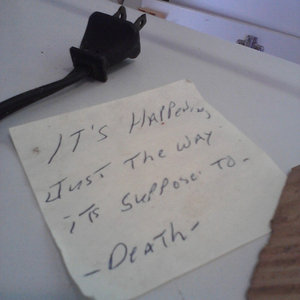 IT'S HAPPENING
JUST THE WAY
ITS SUPPOSE TO-
-DEATH-